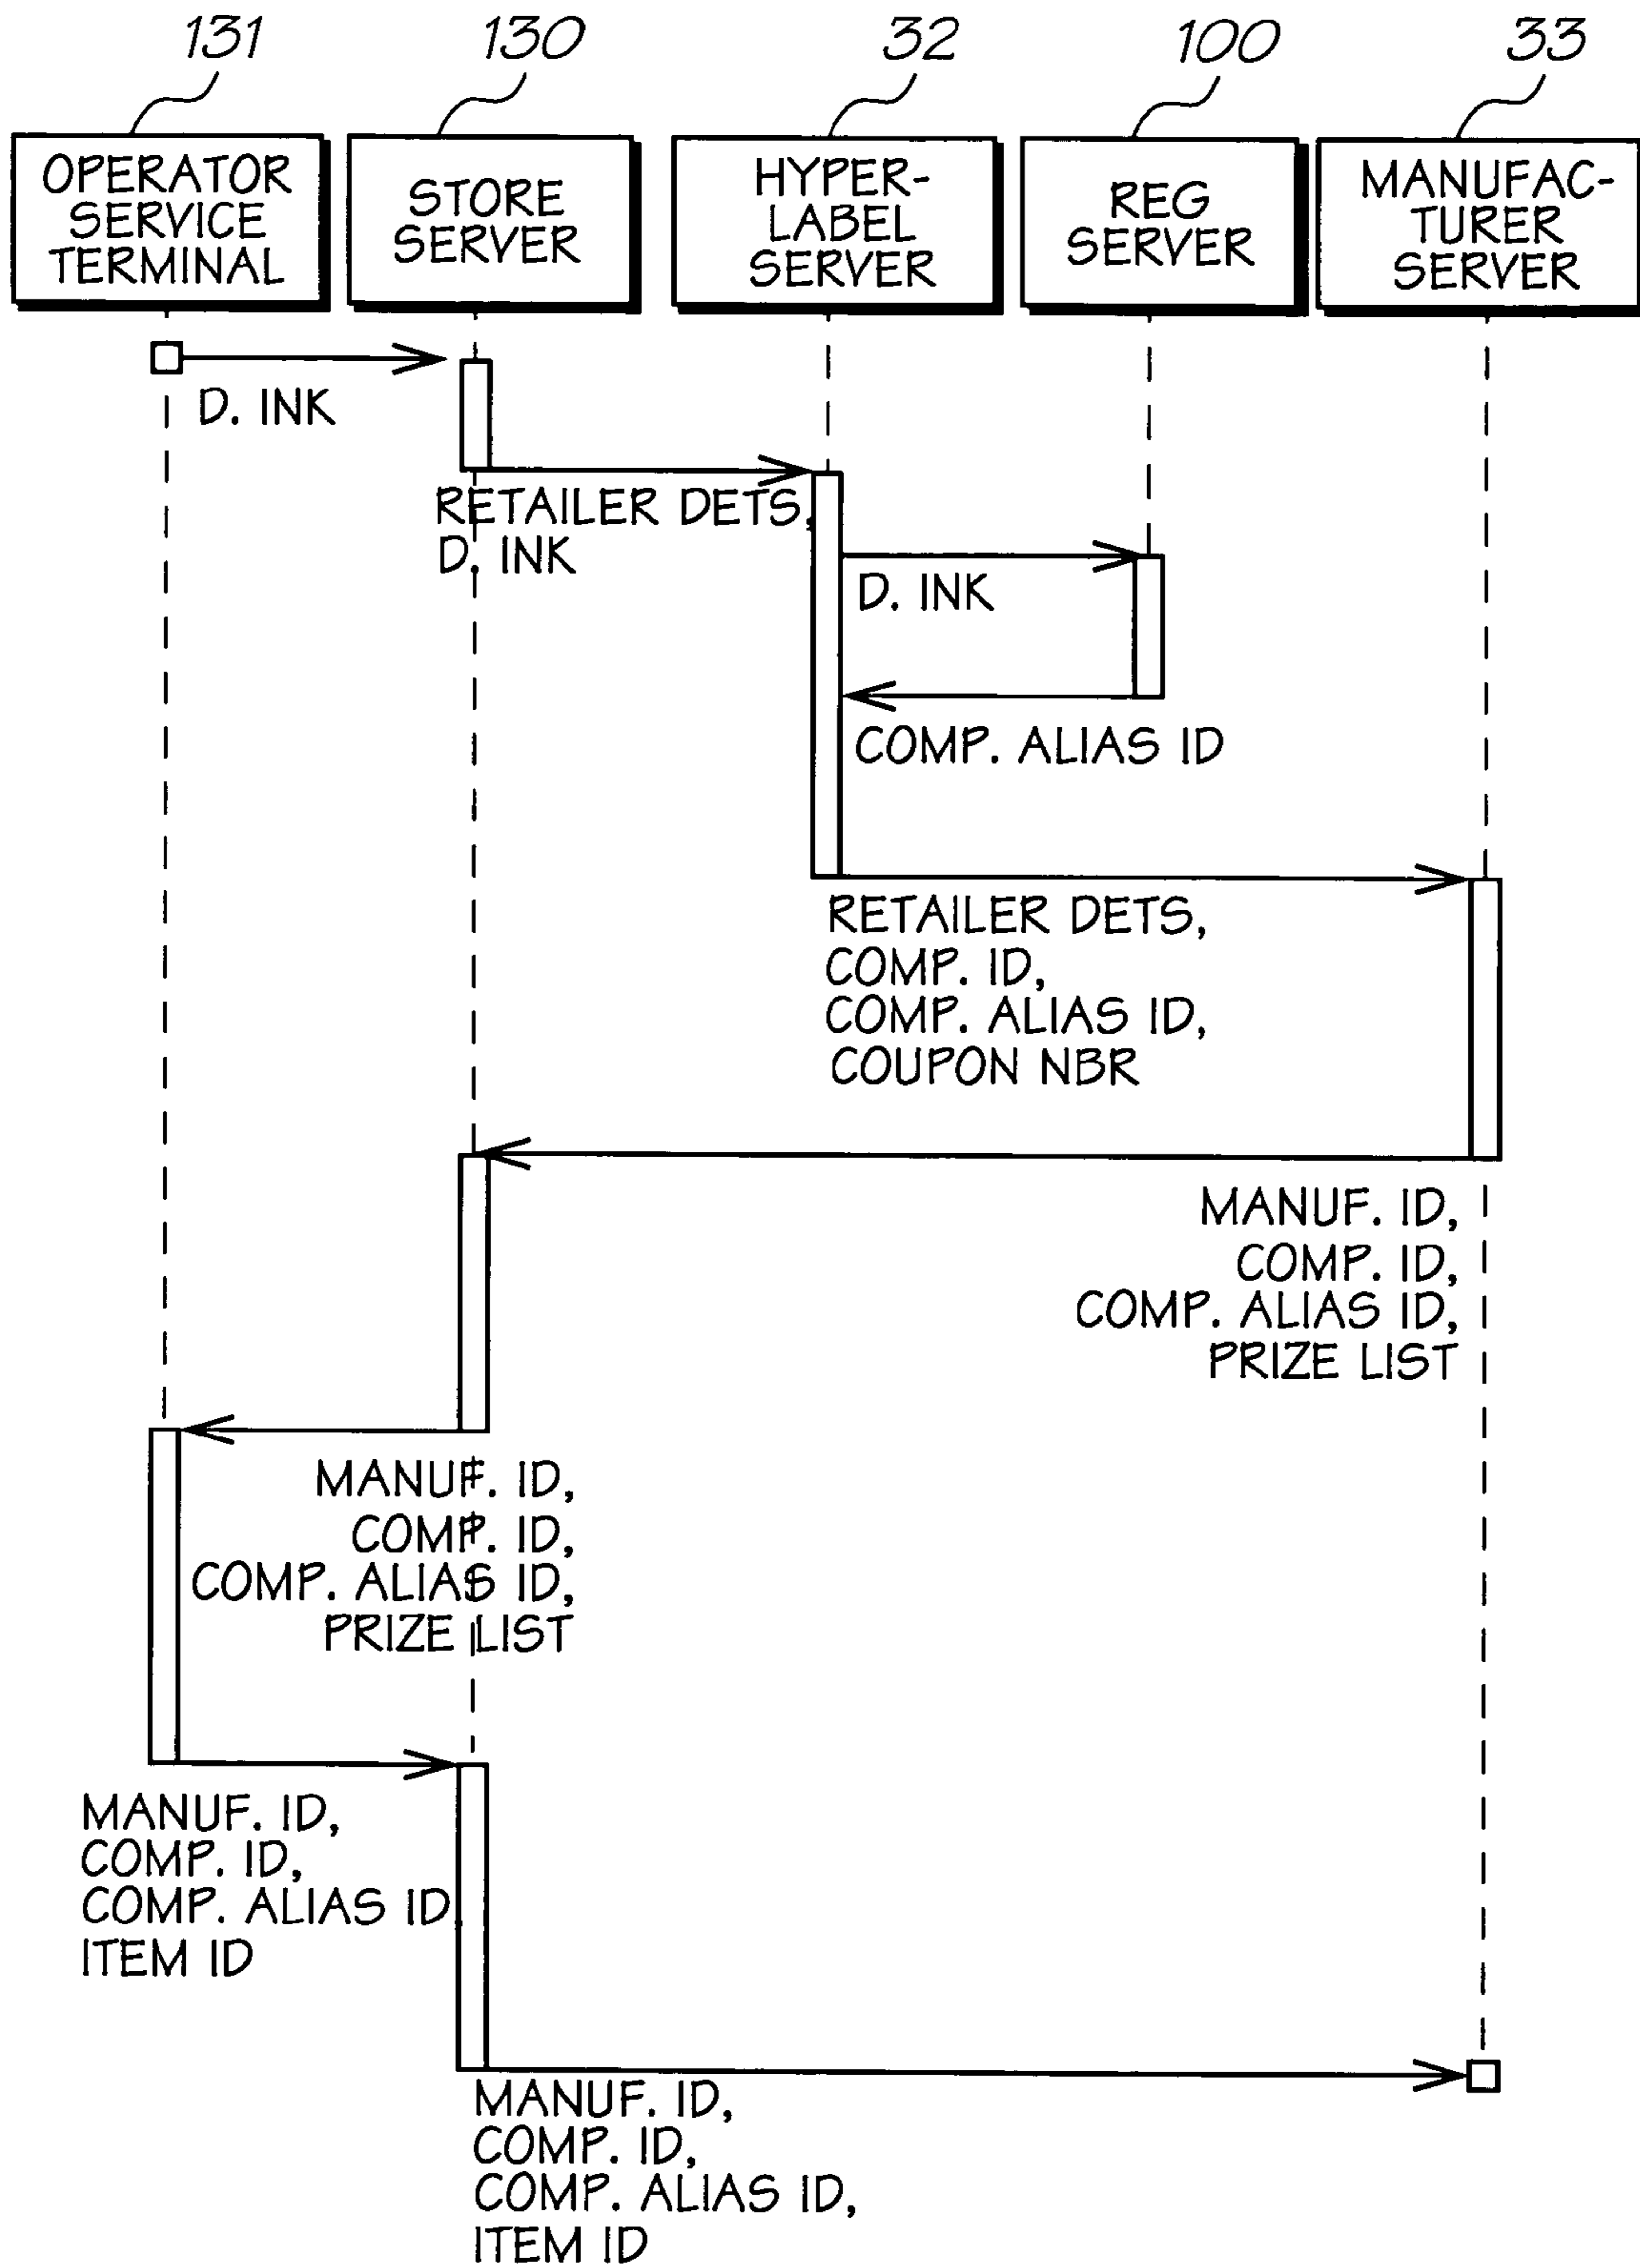 131
130
32
100
33
OPERATOR
SERVICE
TERMINAL
STORE
SERVER
HYPER-
LABEL
SERVER
REG
SERVER
MANUFAC-
TURER
SERVER
D. INK
RETAILER DETS,
D. INK
D. INK
COMP. ALIAS ID
RETAILER DETS,
COMP. ID,
COMP. ALIAS ID,
COUPON NBR
MANUF. ID,
COMP. ID,
COMP. ALIAS ID,
PRIZE LIST
MANUF. ID,
COMP. ID,
COMP. ALIAS ID,
PRIZE LIST
MANUF. ID,
COMP. ID,
COMP. ALIAS ID
ITEM ID
MANUF. ID,
COMP. ID,
COMP. ALIAS ID,
ITEM ID